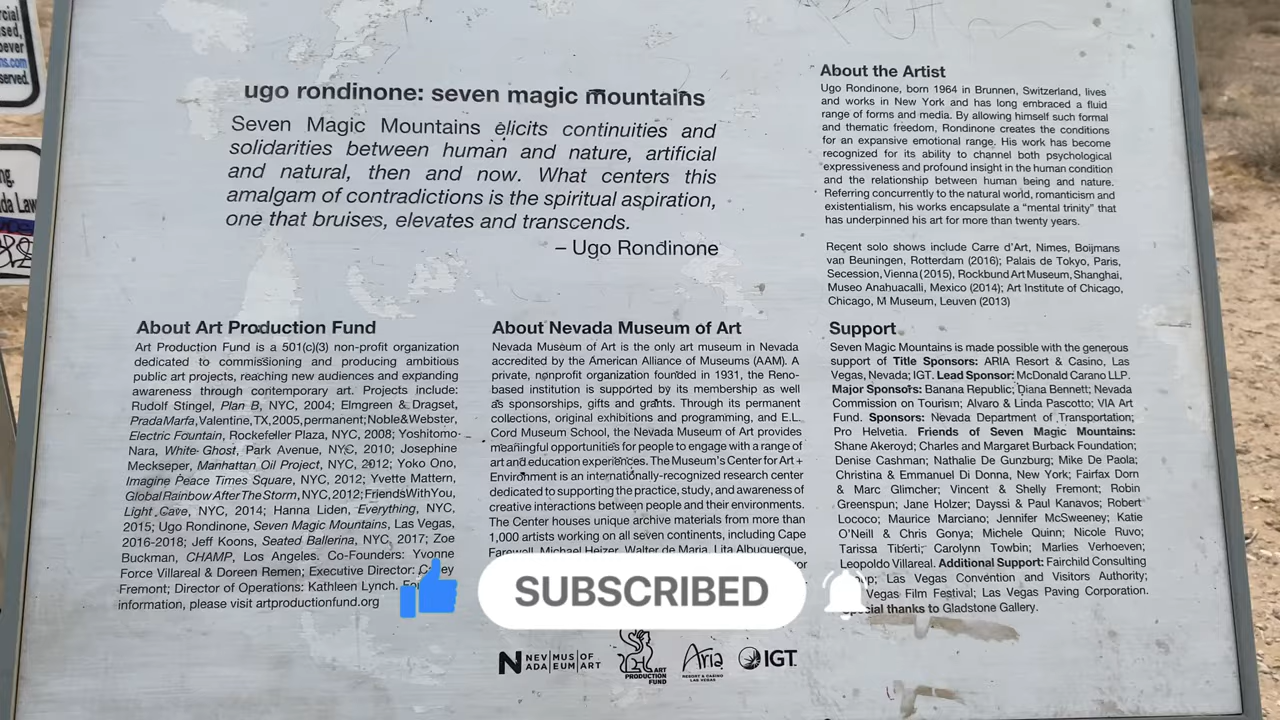 rcial
sed,
oever
ns.com
served.
ng.
da Law
ugo rondinone: seven magic mountains
Seven Magic Mountains elicits continuities and
solidarities between human and nature, artificial
and natural, then and now. What centers this
amalgam of contradictions is the spiritual aspiration,
one that bruises, elevates and transcends.
– Ugo Rondinone
About the Artist
Ugo Rondinone, born 1964 in Brunnen, Switzerland, lives
and works in New York and has long embraced a fluid
range of forms and media. By allowing himself such formal
and thematic freedom, Rondinone creates the conditions
for an expansive emotional range. His work has become
recognized for its ability to channel both psychological
expressiveness and profound insight in the human condition
and the relationship between human being and nature.
Referring concurrently to the natural world, romanticism and
existentialism, his works encapsulate a “mental trinity” that
has underpinned his art for more than twenty years.
Recent solo shows include Carre d’Art, Nimes, Boijmans
van Beuningen, Rotterdam (2016); Palais de Tokyo, Paris,
Secession, Vienna (2015), Rockbund Art Museum, Shanghai,
Museo Anahuacalli, Mexico (2014); Art Institute of Chicago,
Chicago, M Museum, Leuven (2013)
About Art Production Fund
Art Production Fund is a 501(c)(3) non-profit organization
dedicated to commissioning and producing ambitious
public art projects, reaching new audiences and expanding
awareness through contemporary art. Projects include:
Rudolf Stingel, Plan B, NYC, 2004; Elmgreen & Dragset,
Prada Marfa, Valentine, TX, 2005, permanent; Noble & Webster,
Electric Fountain, Rockefeller Plaza, NYC, 2008; Yoshitomo
Nara, White Ghost, Park Avenue, NYC, 2010; Josephine
Meckseper, Manhattan Oil Project, NYC, 2012; Yoko Ono,
Imagine Peace Times Square, NYC, 2012; Yvette Mattern,
Global Rainbow After The Storm, NYC, 2012; FriendsWithYou,
Light Cave, NYC, 2014; Hanna Liden, Everything, NYC,
2015; Ugo Rondinone, Seven Magic Mountains, Las Vegas,
2016-2018; Jeff Koons, Seated Ballerina, NYC, 2017; Zoe
Buckman, CHAMP, Los Angeles. Co-Founders: Yvonne
Force Villareal & Doreen Remen; Executive Director: Casey
Fremont; Director of Operations: Kathleen Lynch.
information, please visit artproductionfund.org
About Nevada Museum of Art
Nevada Museum of Art is the only art museum in Nevada
accredited by the American Alliance of Museums (AAM). A
private, nonprofit organization founded in 1931, the Reno-
based institution is supported by its membership as well
as sponsorships, gifts and grants. Through its permanent
collections, original exhibitions and programming, and E.L.
Cord Museum School, the Nevada Museum of Art provides
meaningful opportunities for people to engage with a range of
art and education experiences. The Museum’s Center for Art +
Environment is an internationally-recognized research center
dedicated to supporting the practice, study, and awareness of
creative interactions between people and their environments.
The Center houses unique archive materials from more than
1,000 artists working on all seven continents, including Cape
Farewell, Michael Heizer, Walter de Maria, Lita Albuquerque,
Support
Seven Magic Mountains is made possible with the generous
support of Title Sponsors: ARIA Resort & Casino, Las
Vegas, Nevada; IGT. Lead Sponsor: McDonald Carano LLP.
Major Sponsors: Banana Republic; Diana Bennett; Nevada
Commission on Tourism; Alvaro & Linda Pascotto; VIA Art
Fund. Sponsors: Nevada Department of Transportation;
Pro Helvetia. Friends of Seven Magic Mountains:
Shane Akeroyd; Charles and Margaret Burback Foundation;
Denise Cashman; Nathalie De Gunzburg; Mike De Paola;
Christina & Emmanuel Di Donna, New York; Fairfax Dorn
& Marc Glimcher; Vincent & Shelly Fremont; Robin
Greenspun; Jane Holzer; Dayssi & Paul Kanavos; Robert
Lococo; Maurice Marciano; Jennifer McSweeney; Katie
O’Neill & Chris Gonya; Michele Quinn; Nicole Ruvo;
Tarissa Tiberti; Carolynn Towbin; Marlies Verhoeven;
Leopoldo Villareal. Additional Support: Fairchild Consulting
Las Vegas Convention and Visitors Authority;
Vegas Film Festival; Las Vegas Paving Corporation.
Special thanks to Gladstone Gallery.
SUBSCRIBED
N NEV|MUS|OF
ADA|EUM|ART
ART
PRODUCTION
FUND
Aria
RESORT & CASINO
LAS VEGAS
IGT